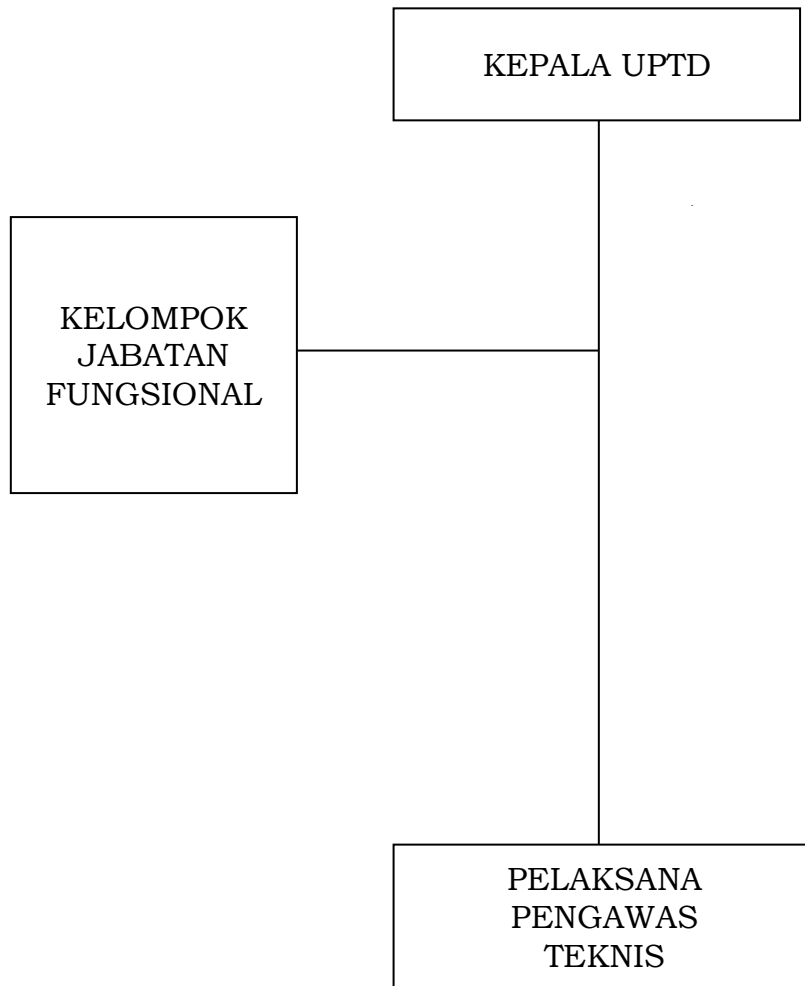 KEPALA UPTD
KELOMPOK
JABATAN
FUNGSIONAL
PELAKSANA
PENGAWAS
TEKNIS